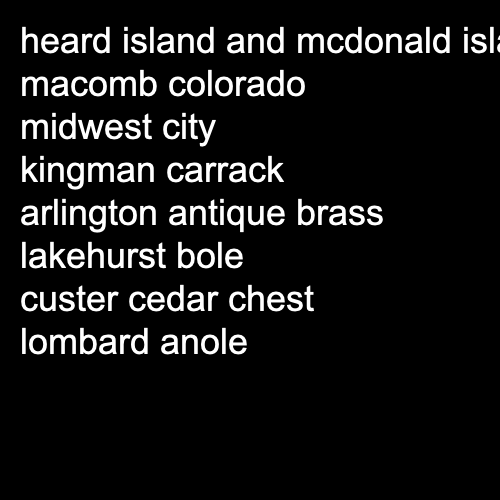 heard island and mcdonald
macomb colorado
midwest city
kingman carrack
arlington antique brass
lakehurst bole
custer cedar chest
lombard anole